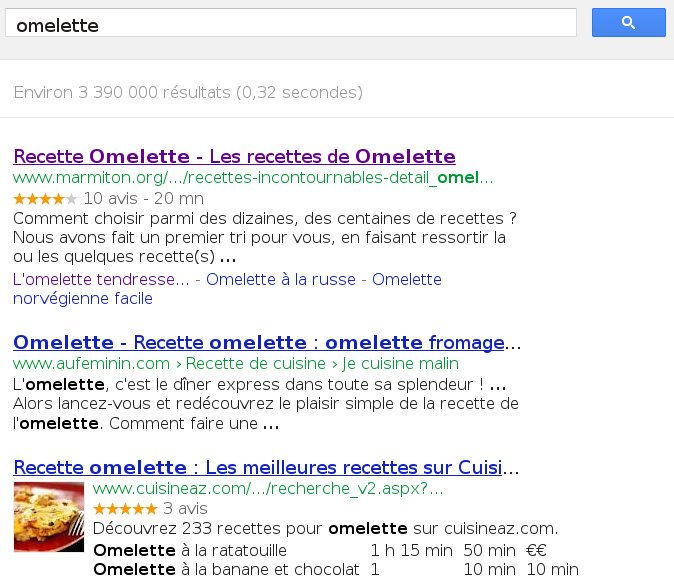 omelette
Environ 3 390 000 résultats (0,32 secondes)
Recette Omelette - Les recettes de Omelette
www.marmiton.org/.../recettes-incontournables-detail_omel...
10 avis - 20 mn
Comment choisir parmi des dizaines, des centaines de recettes ?
Nous avons fait un premier tri pour vous, en faisant ressortir la
ou les quelques recette(s) ...
L'omelette tendresse... - Omelette à la russe - Omelette
norvégienne facile
Omelette - Recette omelette : omelette fromage...
www.aufeminin.com › Recette de cuisine › Je cuisine malin
L'omelette, c'est le dîner express dans toute sa splendeur ! ...
Alors lancez-vous et redécouvrez le plaisir simple de la recette de
l'omelette. Comment faire une ...
Recette omelette : Les meilleures recettes sur Cuisi...
www.cuisineaz.com/.../recherche_v2.aspx?...
3 avis
Découvrez 233 recettes pour omelette sur cuisineaz.com.
Omelette à la ratatouille 1 h 15 min 50 min €€
Omelette à la banane et chocolat 1 10 min 10 min